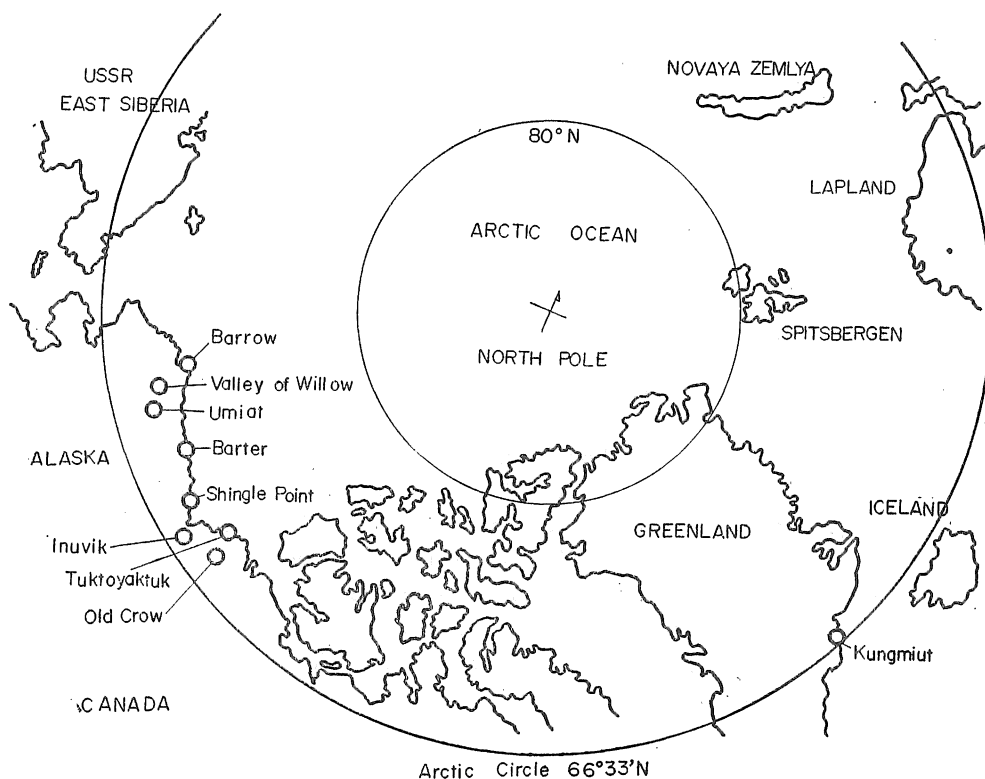 USSR
EAST SIBERIA
NOVAYA ZEMLYA
80°N
LAPLAND
ARCTIC OCEAN
SPITSBERGEN
NORTH POLE
Barrow
Valley of Willow
Umiat
ALASKA
Barter
Shingle Point
ICELAND
GREENLAND
Inuvik
Tuktoyaktuk
Old Crow
Kungmiut
CANADA
Arctic Circle 66°33'N